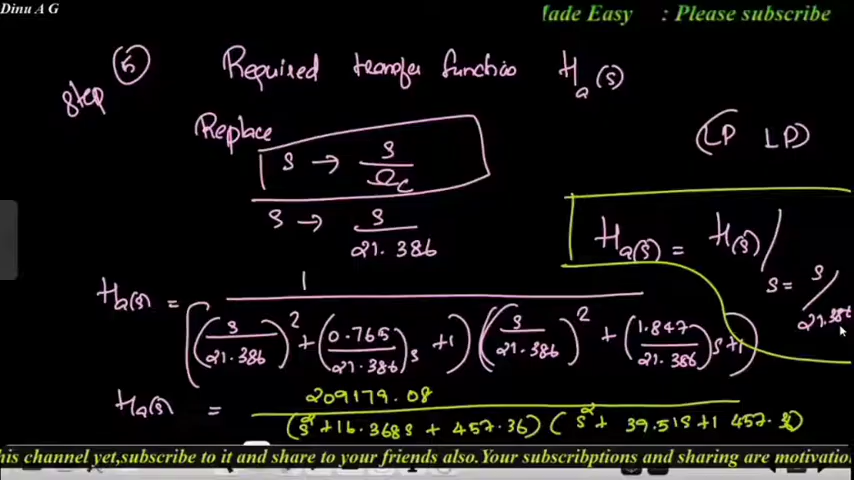 Dinu A G
Made Easy : Please subscribe
Step 5 Required transfer function Ha(s)
Replace
(LP LP)
s → s/Ωc
s → s/21.386
Ha(s) = H(s) / s = s/21.386
Ha(s) = 1 / [((s/21.386)² + (0.765/21.386)s + 1) ((s/21.386)² + (1.847/21.386)s + 1)]
Ha(s) = 209179.08 / (s² + 16.368s + 457.36) (s² + 39.51s + 457.36)
his channel yet,subscribe to it and share to your friends also.Your subscribptions and sharing are motivation